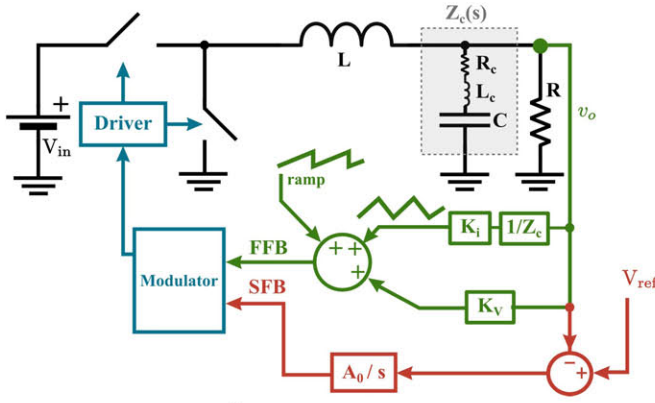 Z_c(s)
L
R_c
L_c
C
R
v_o
+
V_in
Driver
ramp
+ +
+
K_i
1/Z_c
FFB
Modulator
SFB
K_V
V_ref
A_0 / s
− +